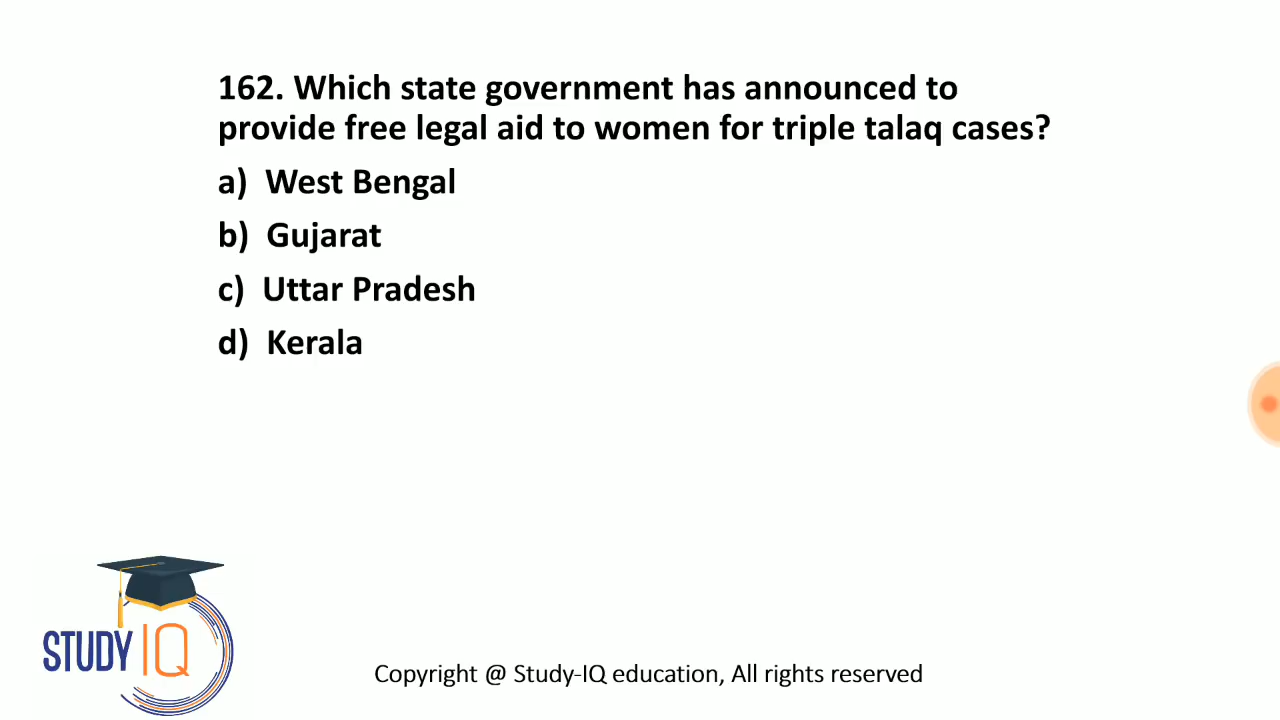 162. Which state government has announced to
provide free legal aid to women for triple talaq cases?
a) West Bengal
b) Gujarat
c) Uttar Pradesh
d) Kerala
STUDY IQ
Copyright @ Study-IQ education, All rights reserved